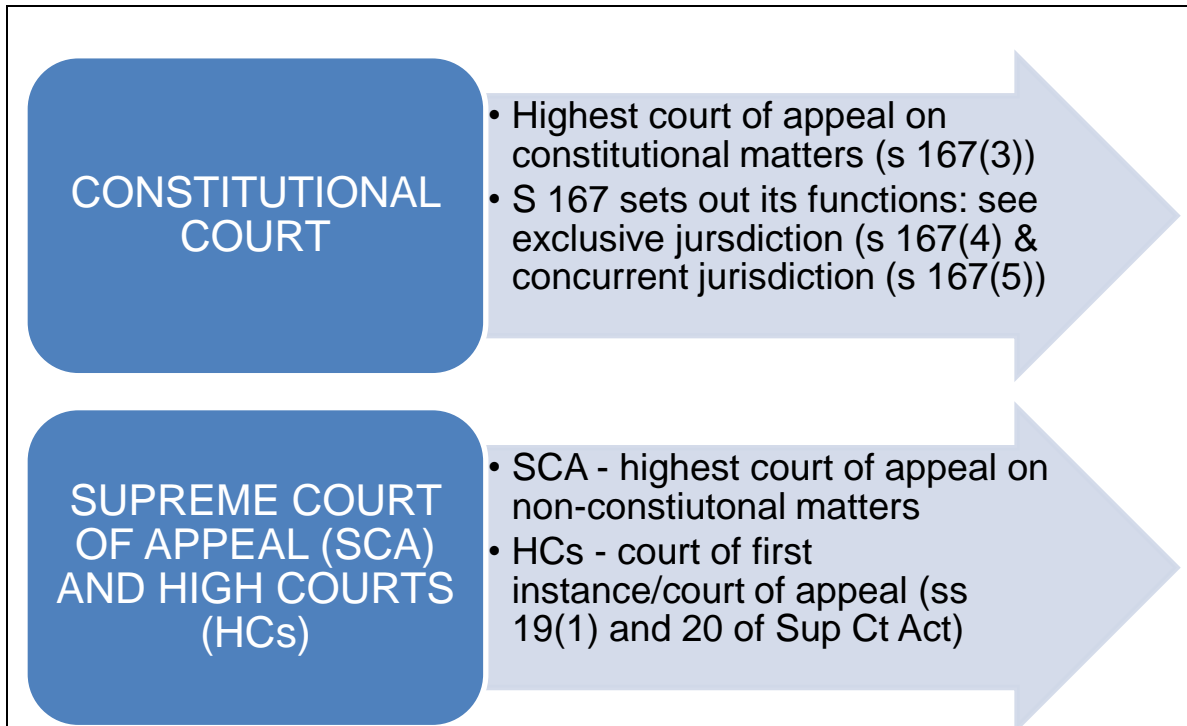 CONSTITUTIONAL
COURT
• Highest court of appeal on
constitutional matters (s 167(3))
• S 167 sets out its functions: see
exclusive jursdiction (s 167(4) &
concurrent jurisdiction (s 167(5))
SUPREME COURT
OF APPEAL (SCA)
AND HIGH COURTS
(HCs)
• SCA - highest court of appeal on
non-constiutonal matters
• HCs - court of first
instance/court of appeal (ss
19(1) and 20 of Sup Ct Act)